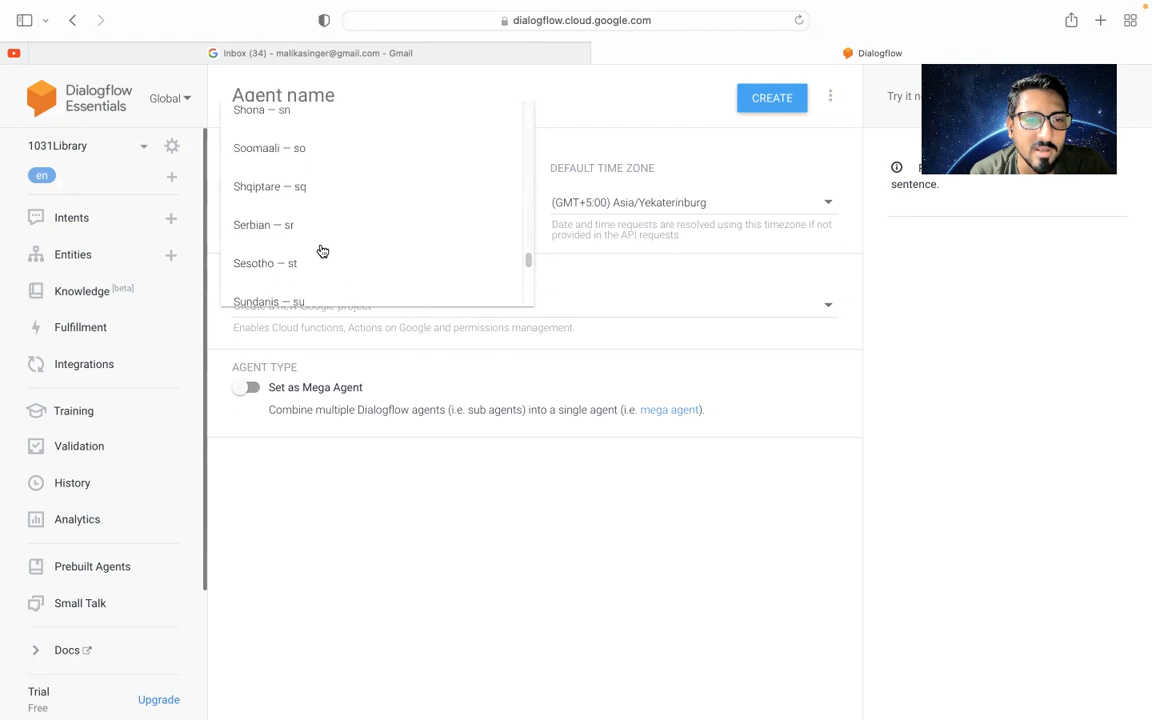 dialogflow.cloud.google.com
Inbox (34) - malikasinger@gmail.com - Gmail
Dialogflow
Dialogflow
Essentials
Global
Agent name
CREATE
Try it
1031Library
en
Intents
Entities
Knowledge [beta]
Fulfillment
Integrations
Training
Validation
History
Analytics
Prebuilt Agents
Small Talk
Docs
Trial
Free
Upgrade
Shona – sn
Soomaali – so
Shqiptare – sq
Serbian – sr
Sesotho – st
Sundanis – su
DEFAULT TIME ZONE
(GMT+5:00) Asia/Yekaterinburg
Date and time requests are resolved using this timezone if not
provided in the API requests.
Create a new Google project
Enables Cloud functions, Actions on Google and permissions management.
AGENT TYPE
Set as Mega Agent
Combine multiple Dialogflow agents (i.e. sub agents) into a single agent (i.e. mega agent).
sentence.